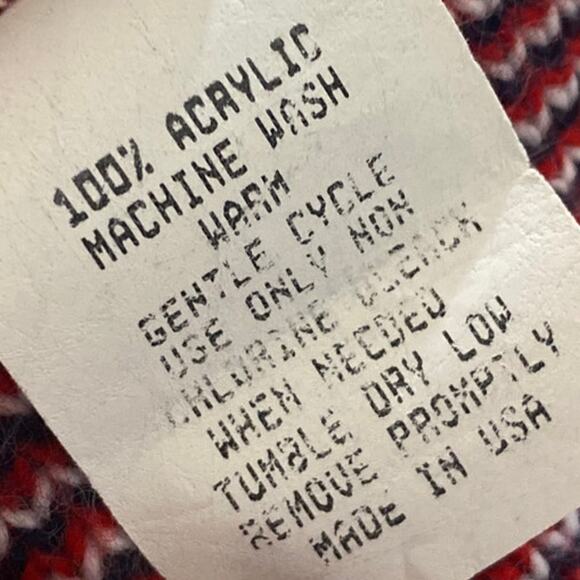 100% ACRYLIC
MACHINE WASH
WARM
GENTLE CYCLE
USE ONLY NON
CHLORINE BLEACH
WHEN NEEDED
TUMBLE DRY LOW
REMOVE PROMPTLY
MADE IN USA